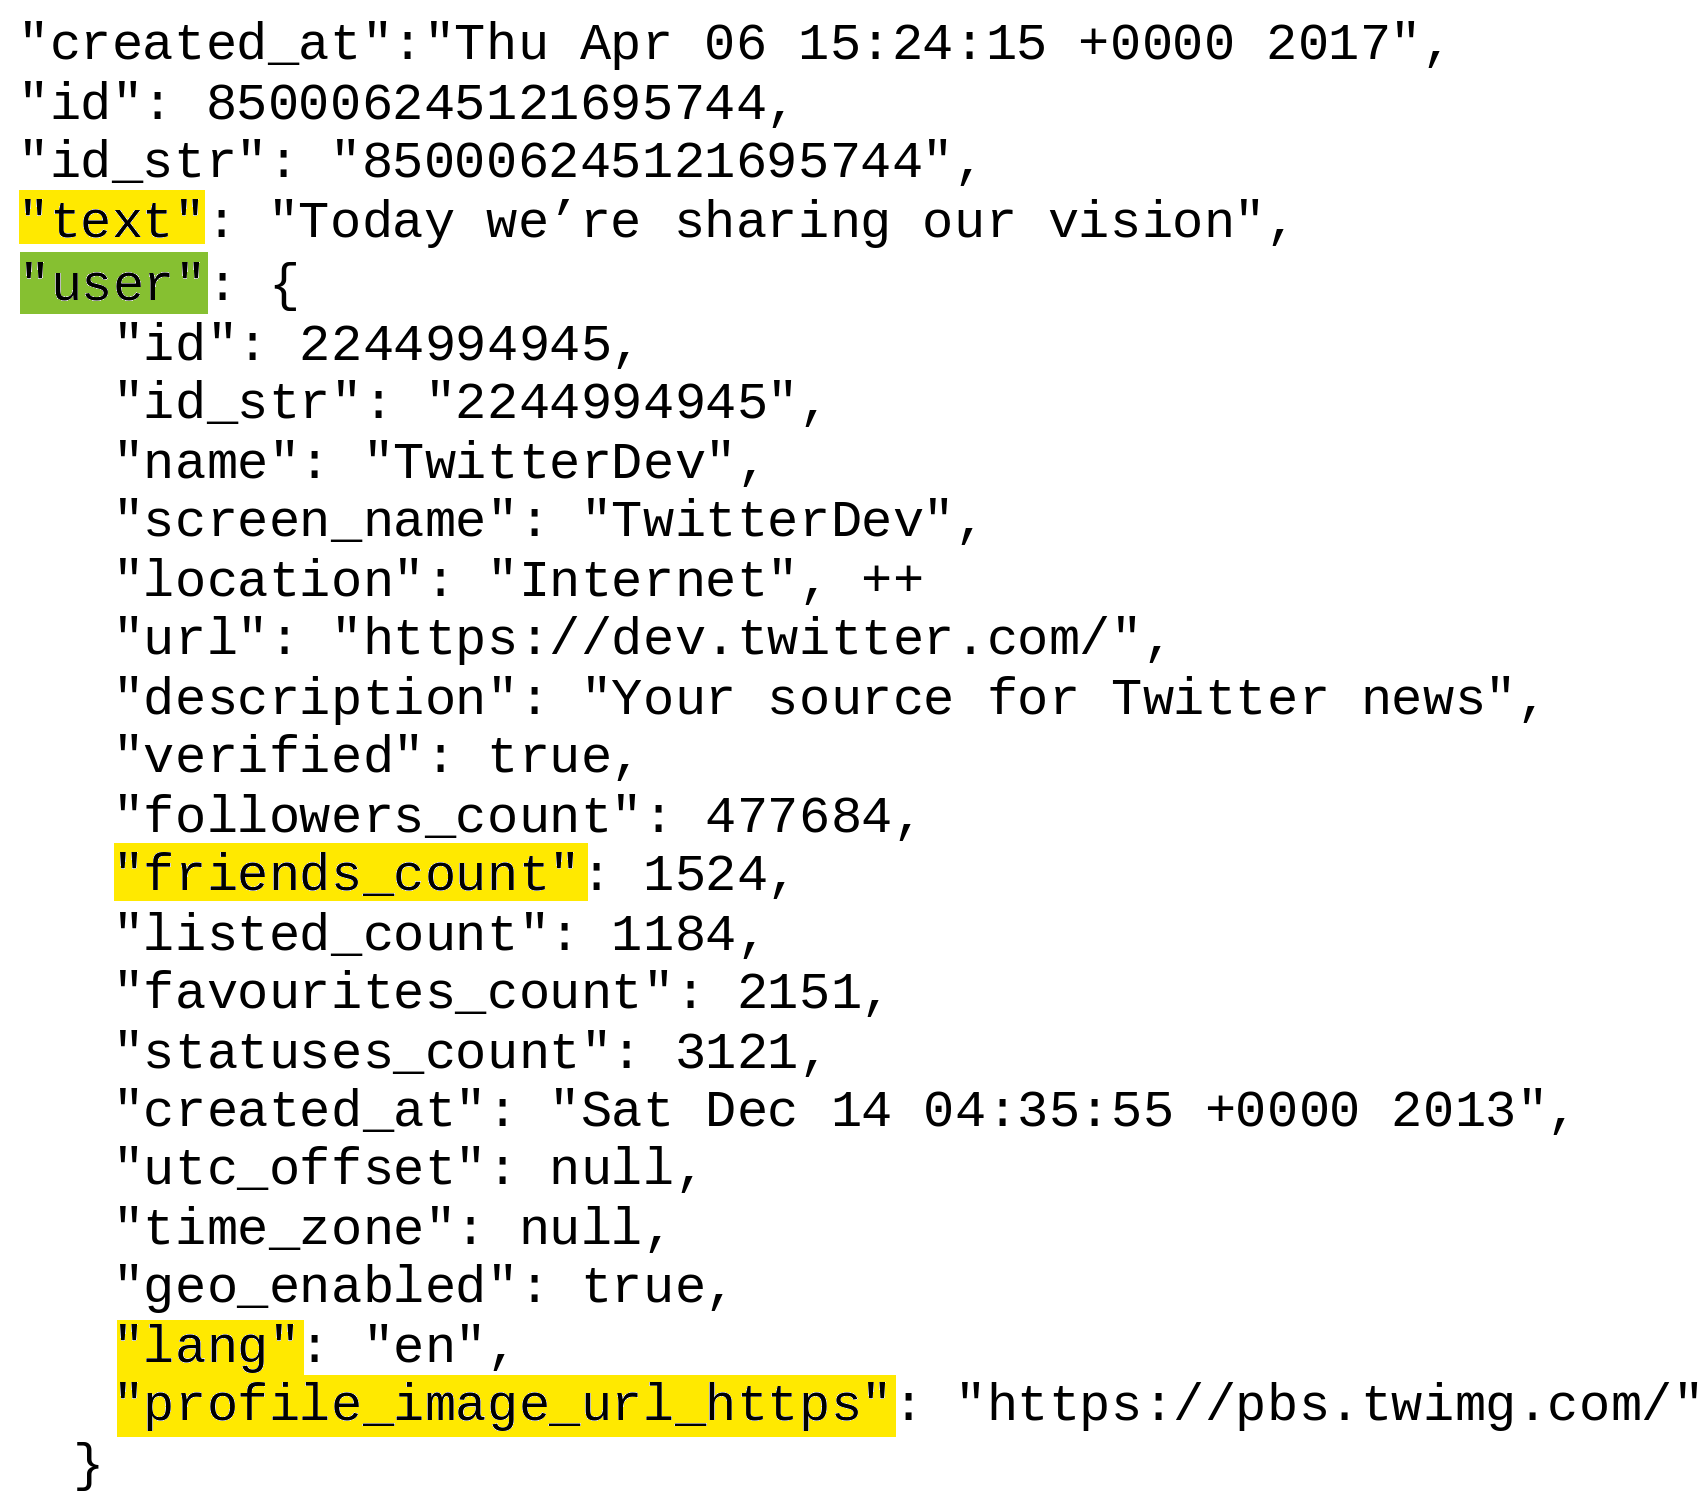 "created_at":"Thu Apr 06 15:24:15 +0000 2017",
"id": 850006245121695744,
"id_str": "850006245121695744",
"text": "Today we’re sharing our vision",
"user": {
"id": 2244994945,
"id_str": "2244994945",
"name": "TwitterDev",
"screen_name": "TwitterDev",
"location": "Internet", ++
"url": "https://dev.twitter.com/",
"description": "Your source for Twitter news",
"verified": true,
"followers_count": 477684,
"friends_count": 1524,
"listed_count": 1184,
"favourites_count": 2151,
"statuses_count": 3121,
"created_at": "Sat Dec 14 04:35:55 +0000 2013",
"utc_offset": null,
"time_zone": null,
"geo_enabled": true,
"lang": "en",
"profile_image_url_https": "https://pbs.twimg.com/"
}